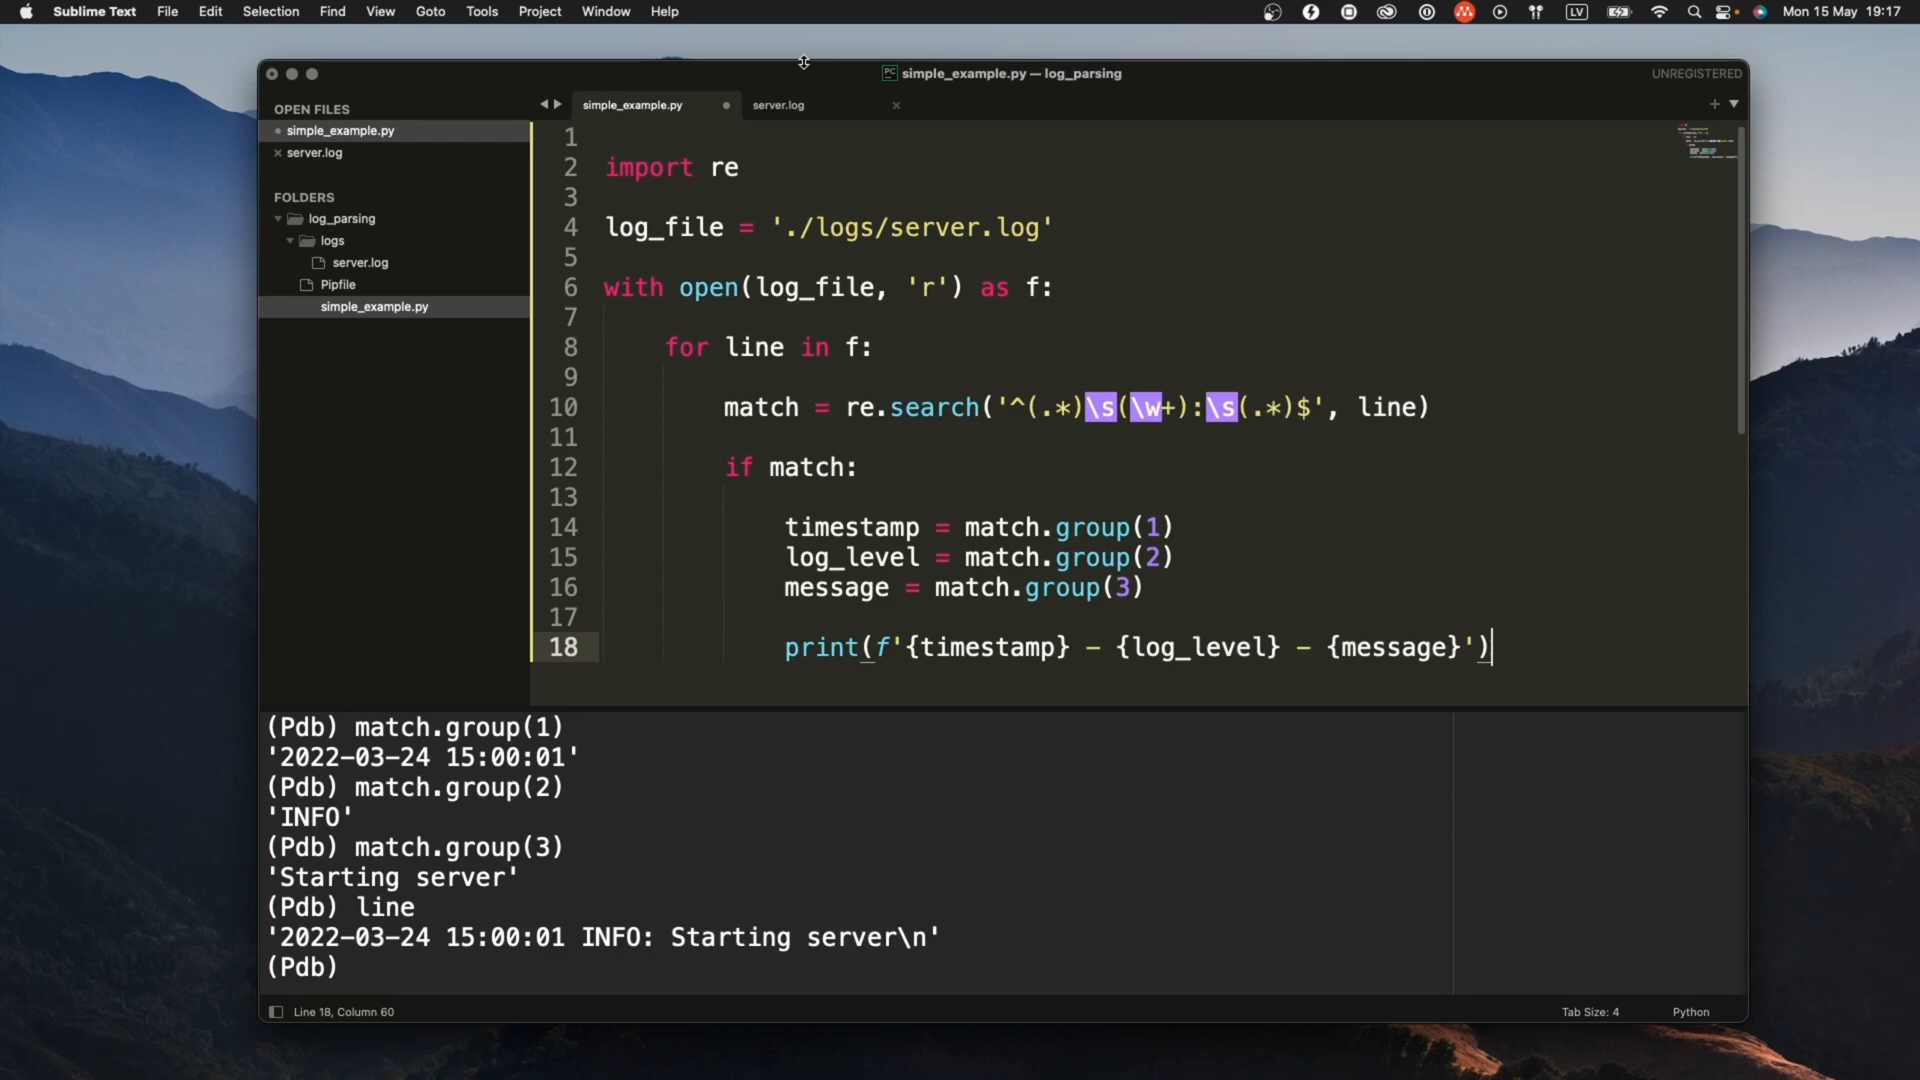 Sublime Text File Edit Selection Find View Goto Tools Project Window Help LV Mon 15 May 19:17
PC simple_example.py — log_parsing UNREGISTERED
OPEN FILES
simple_example.py
server.log
FOLDERS
log_parsing
logs
server.log
Pipfile
simple_example.py
simple_example.py server.log
1
2 import re
3
4 log_file = './logs/server.log'
5
6 with open(log_file, 'r') as f:
7
8 for line in f:
9
10 match = re.search('^(.*)\s(\w+):\s(.*)$', line)
11
12 if match:
13
14 timestamp = match.group(1)
15 log_level = match.group(2)
16 message = match.group(3)
17
18 print(f'{timestamp} - {log_level} - {message}')
(Pdb) match.group(1)
'2022-03-24 15:00:01'
(Pdb) match.group(2)
'INFO'
(Pdb) match.group(3)
'Starting server'
(Pdb) line
'2022-03-24 15:00:01 INFO: Starting server\n'
(Pdb)
Line 18, Column 60 Tab Size: 4 Python